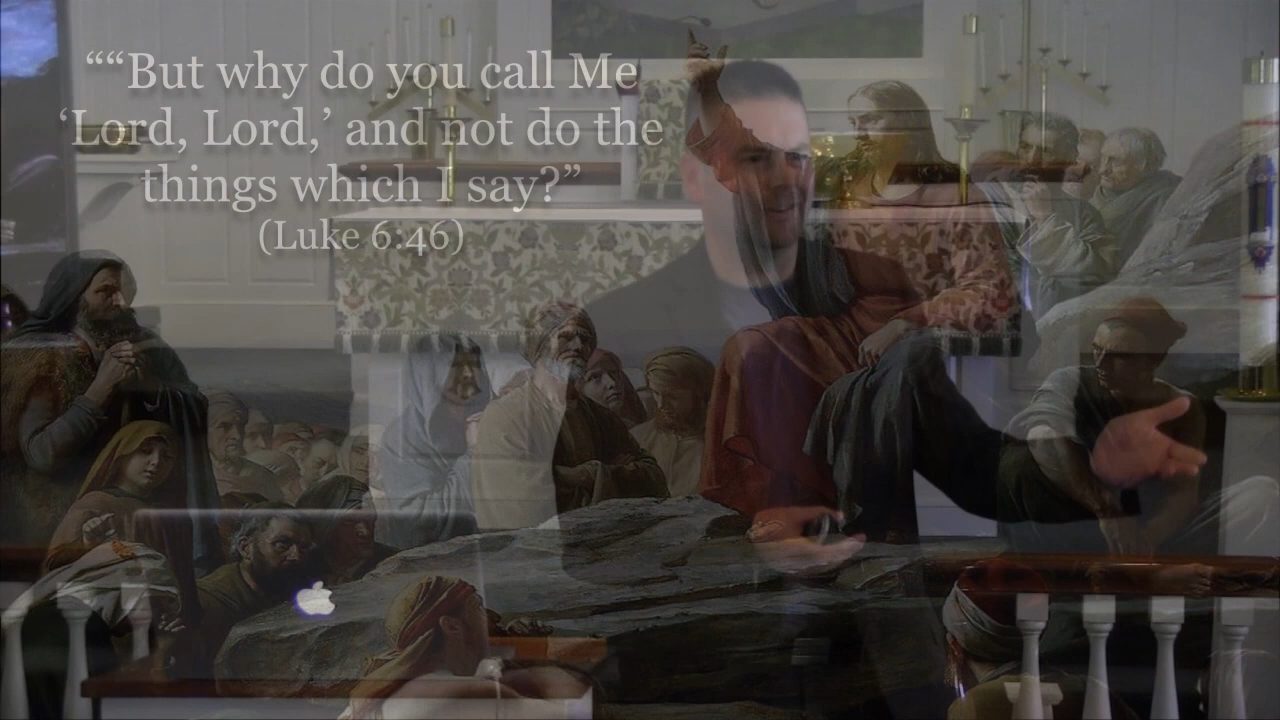 ““But why do you call Me
‘Lord, Lord,’ and not do the
things which I say?”
(Luke 6:46)